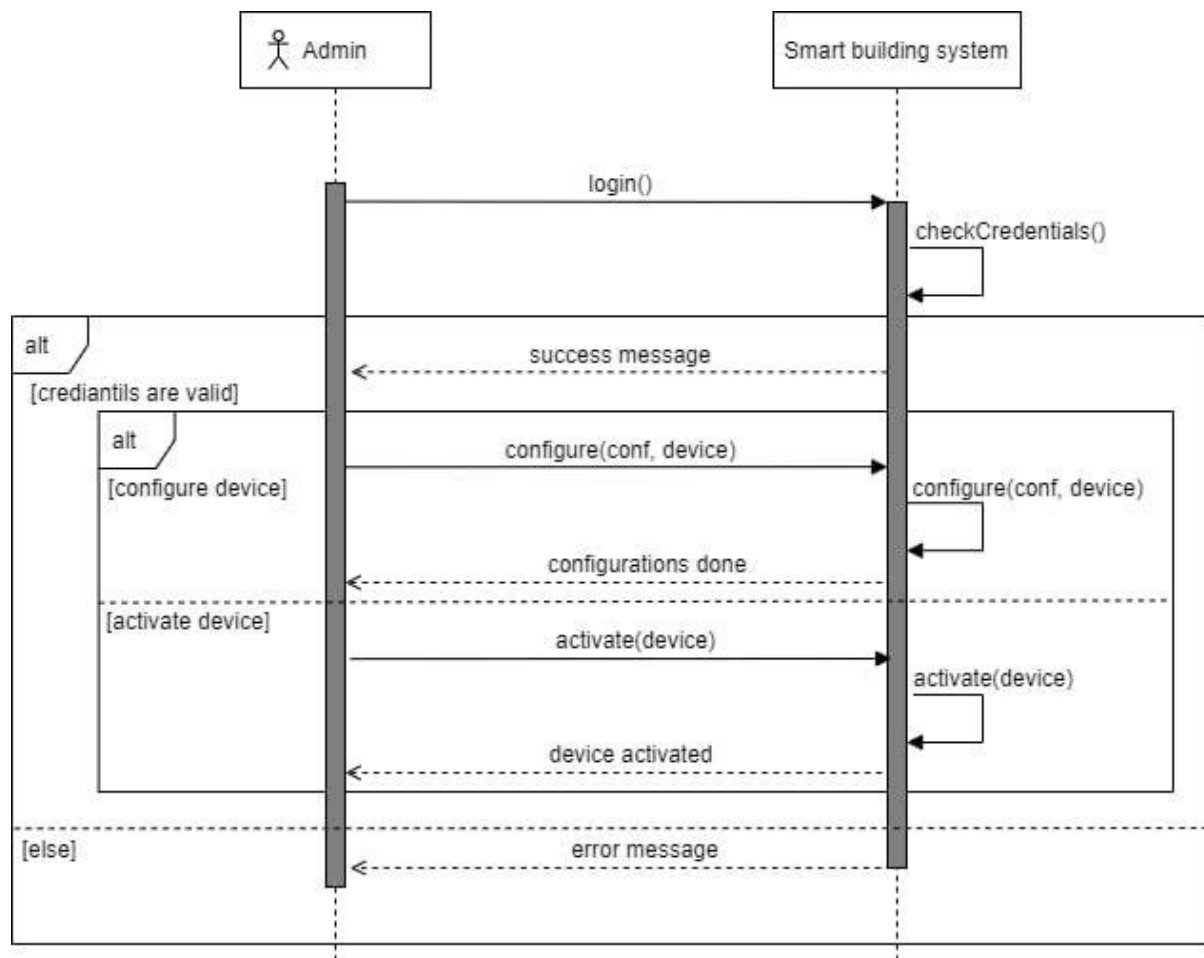 Admin
Smart building system
login()
checkCredentials()
alt
success message
[crediantils are valid]
alt
configure(conf, device)
[configure device]
configure(conf, device)
configurations done
[activate device]
activate(device)
activate(device)
device activated
[else]
error message